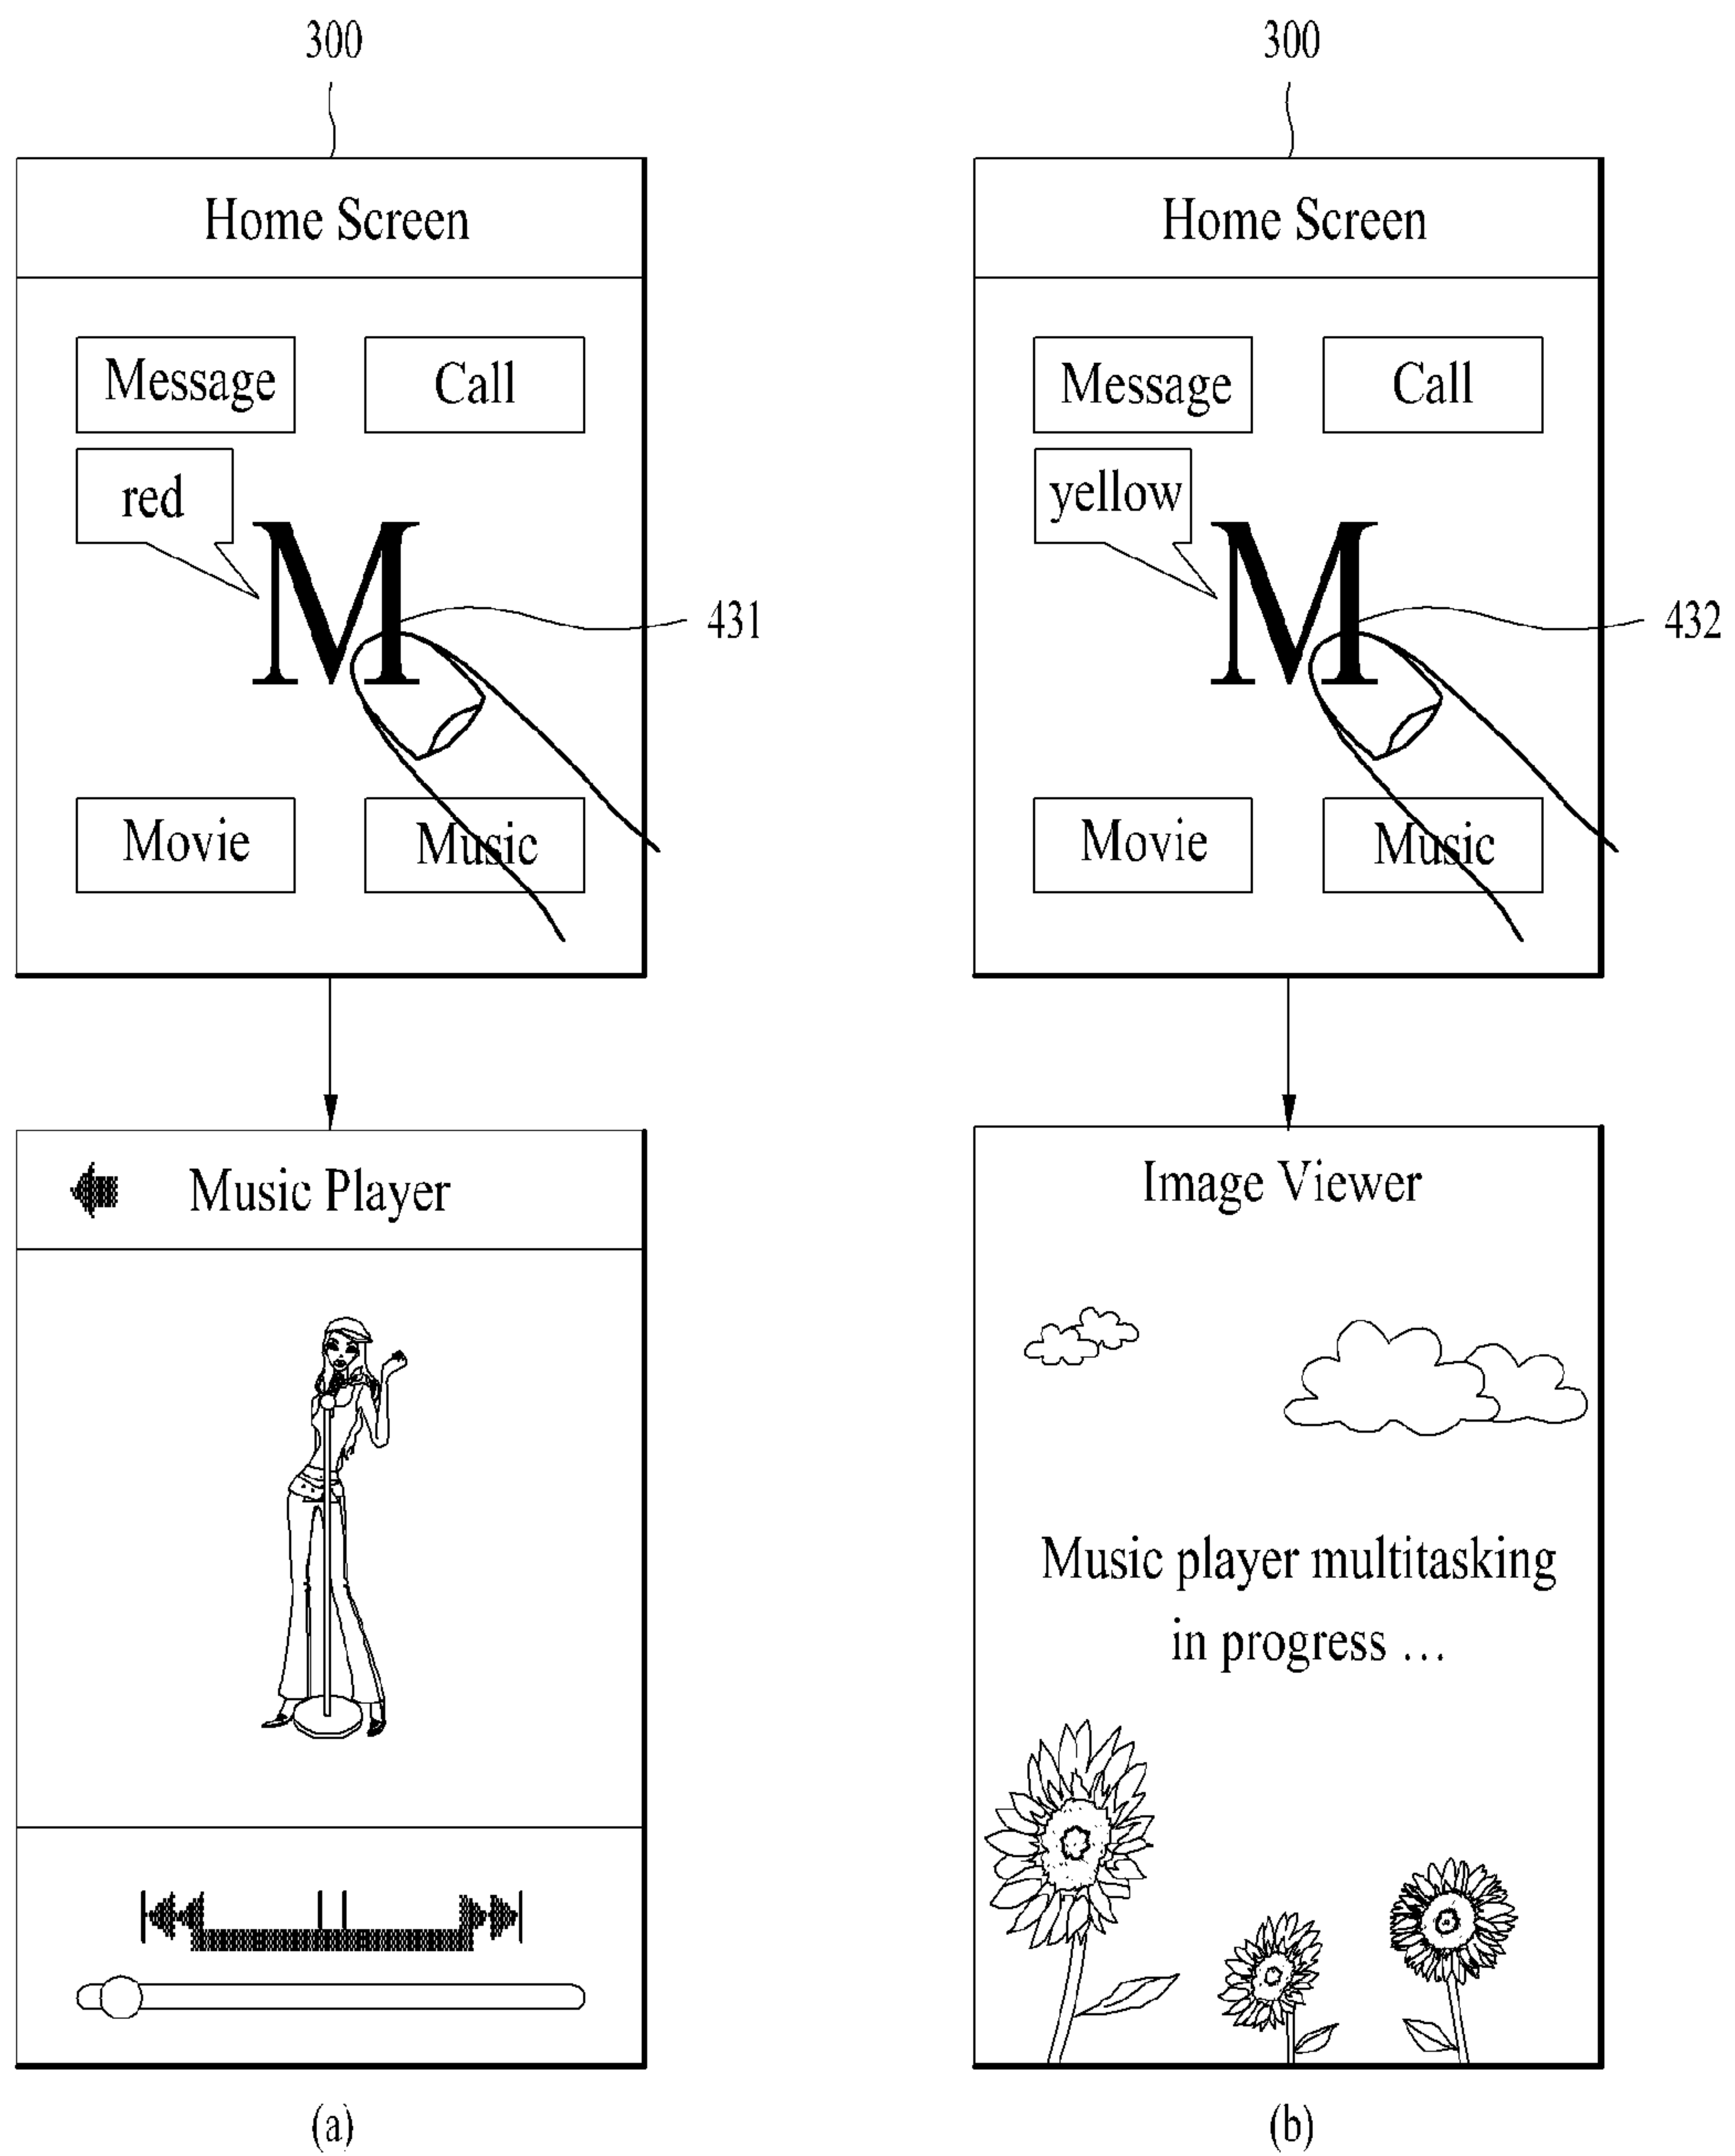 300
Home Screen
Message
Call
red
M
431
Movie
Music
Music Player
(a)
300
Home Screen
Message
Call
yellow
M
432
Movie
Music
Image Viewer
Music player multitasking
in progress ...
(b)